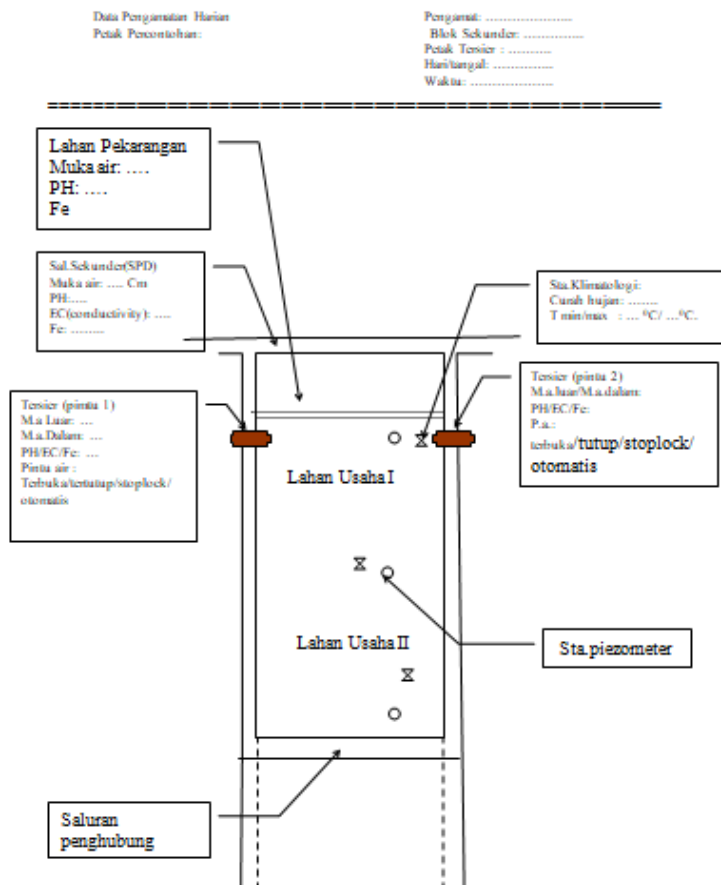 Data Pengamatan Harian
Petak Percontohan:
Pengamat: ........................
Blok Sekunder: ................
Petak Tersier : ............
Hari/tangal: ................
Waktu: .......................
Lahan Pekarangan
Muka air: ....
PH: ....
Fe
Sal.Sekunder(SPD)
Muka air: .... Cm
PH:....
EC(conductivity): ....
Fe: .........
Sta.Klimatologi:
Curah hujan: ........
T min/max : ... °C/ ...°C.
Tersier (pintu 1)
M.a Luar: ...
M.a.Dalam: ...
PH/EC/Fe: ...
Pintu air :
Terbuka/tertutup/stoplock/
otomatis
Tersier (pintu 2)
M.a.luar/M.a.dalam:
PH/EC/Fe:
P.a.:
terbuka/tutup/stoplock/
otomatis
Lahan Usaha I
Lahan Usaha II
Sta.piezometer
Saluran
penghubung